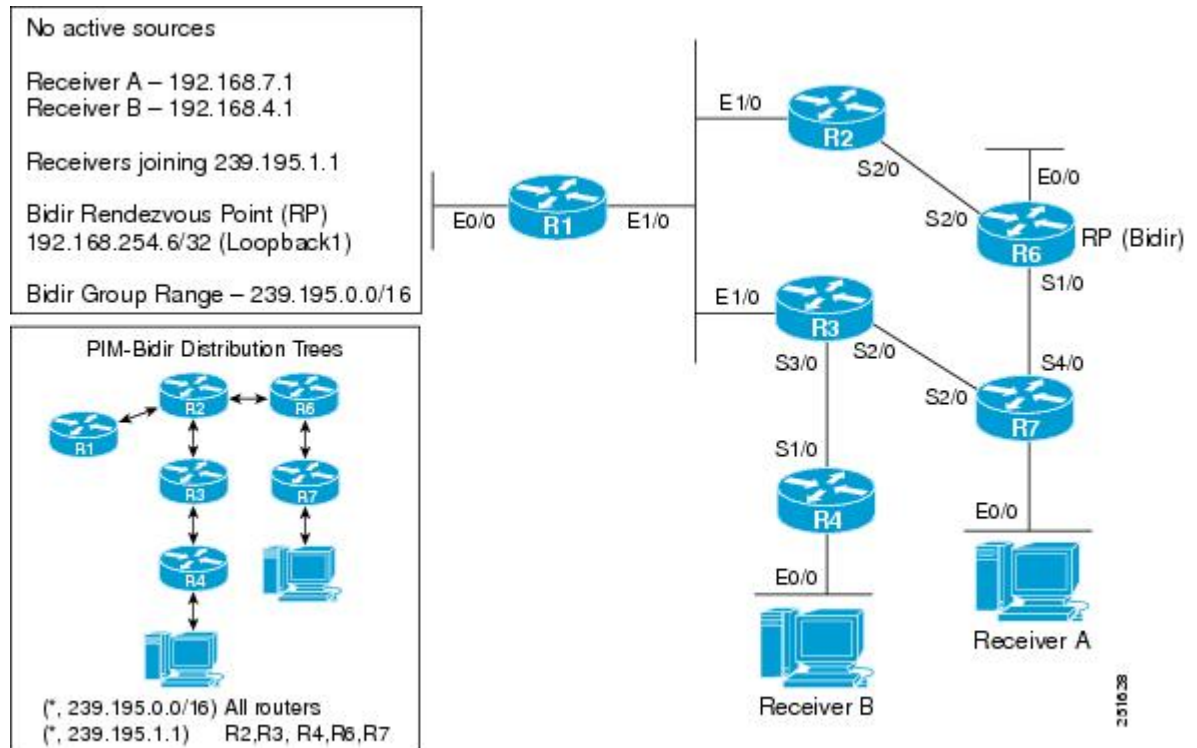 No active sources
Receiver A – 192.168.7.1
Receiver B – 192.168.4.1
Receivers joining 239.195.1.1
Bidir Rendezvous Point (RP)
192.168.254.6/32 (Loopback1)
Bidir Group Range – 239.195.0.0/16
PIM-Bidir Distribution Trees
R1
R2
R6
R3
R7
R4
(*, 239.195.0.0/16) All routers
(*, 239.195.1.1) R2,R3, R4,R6,R7
E0/0
R1
E1/0
E1/0
R2
S2/0
E0/0
S2/0
R6
RP (Bidir)
S1/0
E1/0
R3
S3/0
S2/0
S4/0
S2/0
R7
S1/0
R4
E0/0
E0/0
Receiver A
Receiver B
251628